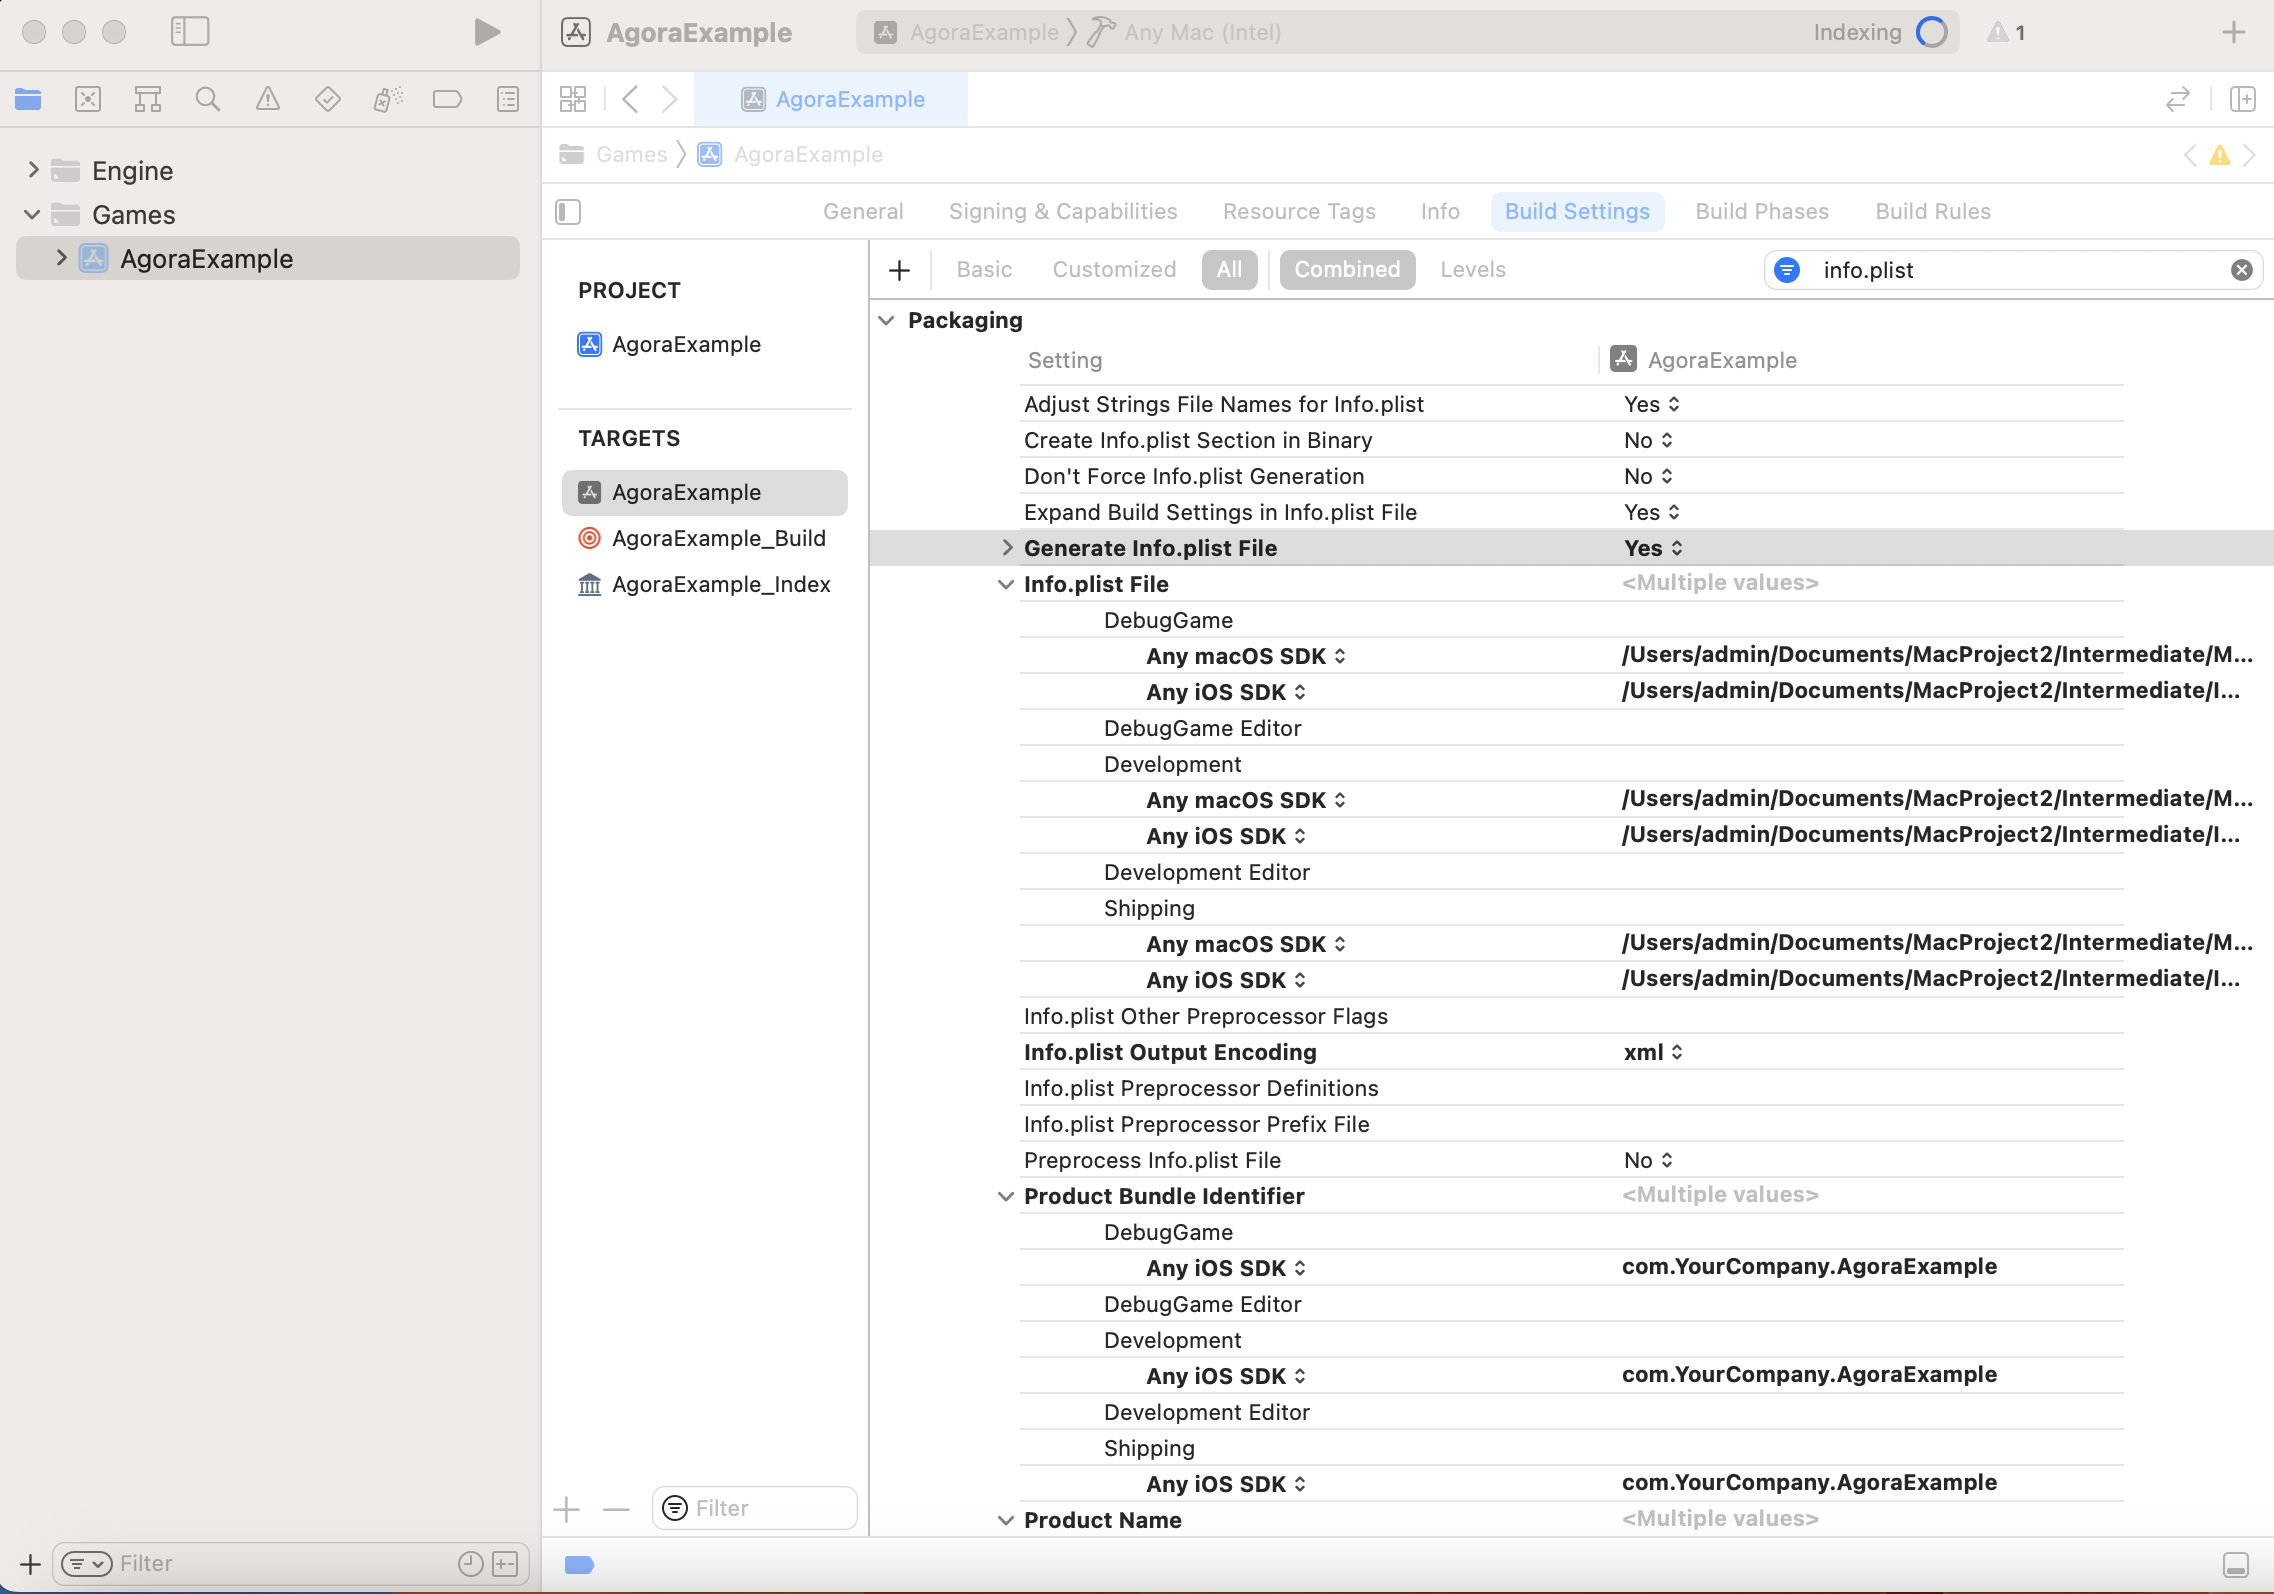 AgoraExample
AgoraExample
Any Mac (Intel)
Indexing
1
AgoraExample
Games
AgoraExample
Engine
Games
AgoraExample
General
Signing & Capabilities
Resource Tags
Info
Build Settings
Build Phases
Build Rules
PROJECT
AgoraExample
TARGETS
AgoraExample
AgoraExample_Build
AgoraExample_Index
Basic
Customized
All
Combined
Levels
info.plist
Packaging
Setting AgoraExample
Adjust Strings File Names for Info.plist Yes
Create Info.plist Section in Binary No
Don't Force Info.plist Generation No
Expand Build Settings in Info.plist File Yes
Generate Info.plist File Yes
Info.plist File <Multiple values>
DebugGame
Any macOS SDK /Users/admin/Documents/MacProject2/Intermediate/M...
Any iOS SDK /Users/admin/Documents/MacProject2/Intermediate/I...
DebugGame Editor
Development
Any macOS SDK /Users/admin/Documents/MacProject2/Intermediate/M...
Any iOS SDK /Users/admin/Documents/MacProject2/Intermediate/I...
Development Editor
Shipping
Any macOS SDK /Users/admin/Documents/MacProject2/Intermediate/M...
Any iOS SDK /Users/admin/Documents/MacProject2/Intermediate/I...
Info.plist Other Preprocessor Flags
Info.plist Output Encoding xml
Info.plist Preprocessor Definitions
Info.plist Preprocessor Prefix File
Preprocess Info.plist File No
Product Bundle Identifier <Multiple values>
DebugGame
Any iOS SDK com.YourCompany.AgoraExample
DebugGame Editor
Development
Any iOS SDK com.YourCompany.AgoraExample
Development Editor
Shipping
Any iOS SDK com.YourCompany.AgoraExample
Product Name <Multiple values>
Filter
Filter